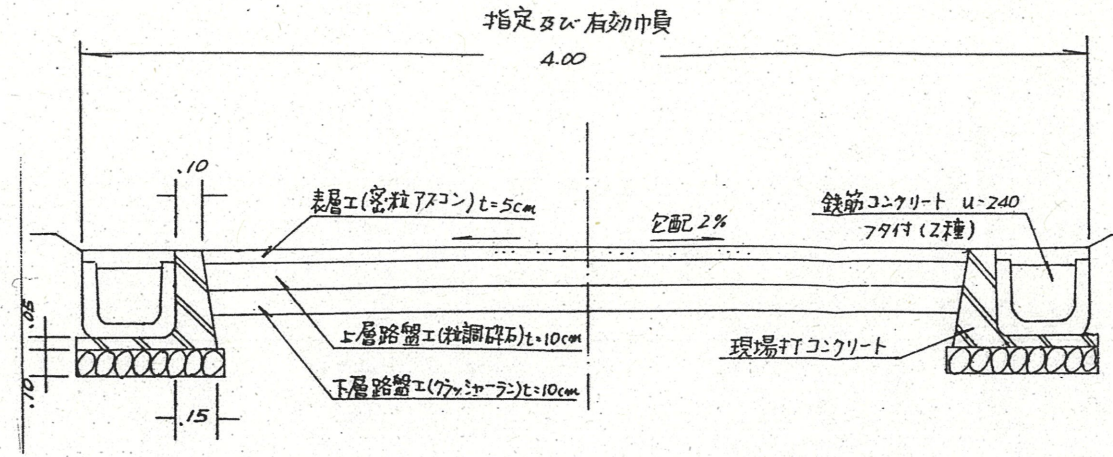 指定及び有効巾員
4.00
.10
表層工(密粒アスコン)t=5cm
勾配2%
鉄筋コンクリート U-240
フタ付(2種)
.05
上層路盤工(粒調砕石)t=10cm
現場打コンクリート
.10
下層路盤工(クラッシャーラン)t=10cm
.15